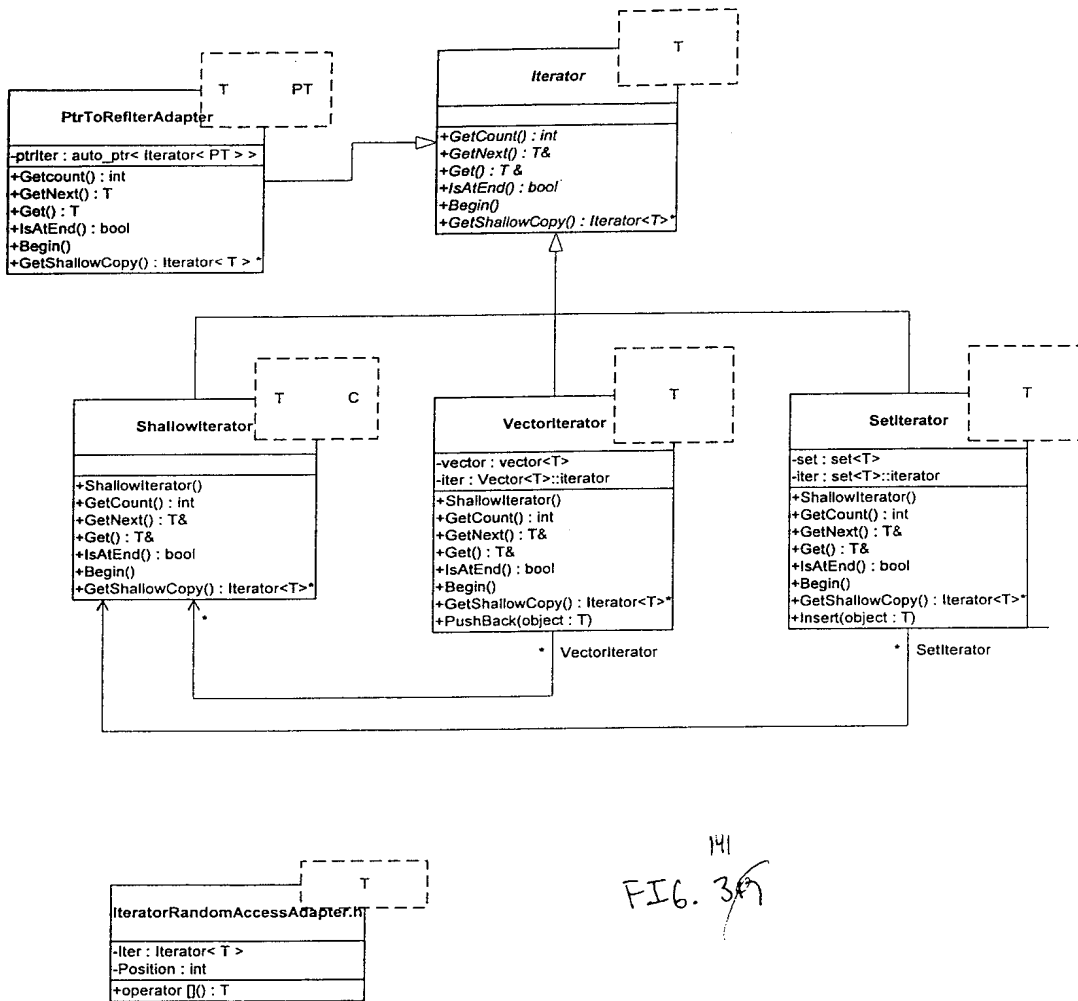 T PT
PtrToRefIterAdapter
-ptrIter : auto_ptr< Iterator< PT > >
+Getcount() : int
+GetNext() : T
+Get() : T
+IsAtEnd() : bool
+Begin()
+GetShallowCopy() : Iterator< T > *
T
Iterator
+GetCount() : int
+GetNext() : T&
+Get() : T &
+IsAtEnd() : bool
+Begin()
+GetShallowCopy() : Iterator<T>*
T C
ShallowIterator
+ShallowIterator()
+GetCount() : int
+GetNext() : T&
+Get() : T&
+IsAtEnd() : bool
+Begin()
+GetShallowCopy() : Iterator<T>*
*
T
VectorIterator
-vector : vector<T>
-iter : Vector<T>::iterator
+ShallowIterator()
+GetCount() : int
+GetNext() : T&
+Get() : T&
+IsAtEnd() : bool
+Begin()
+GetShallowCopy() : Iterator<T>*
+PushBack(object : T)
* VectorIterator
T
SetIterator
-set : set<T>
-iter : set<T>::iterator
+ShallowIterator()
+GetCount() : int
+GetNext() : T&
+Get() : T&
+IsAtEnd() : bool
+Begin()
+GetShallowCopy() : Iterator<T>*
+Insert(object : T)
* SetIterator
T
IteratorRandomAccessAdapter.h
-Iter : Iterator< T >
-Position : int
+operator []() : T
141
FIG.